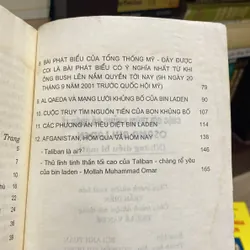 8. BÀI PHÁT BIỂU CỦA TỔNG THỐNG MỸ - ĐÂY ĐƯỢC
COI LÀ BÀI PHÁT BIỂU CÓ Ý NGHĨA NHẤT TỪ KHI
ÔNG BUSH LÊN NẮM QUYỀN TỚI NAY (9H NGÀY 20
THÁNG 9 NĂM 2001 TRƯỚC QUỐC HỘI MỸ) 79
9. AL QAEDA VÀ MẠNG LƯỚI KHỦNG BỐ CỦA BIN LADEN 90
10. CUỘC TRUY TÌM NGUỒN TIỀN CỦA BỌN KHỦNG BỐ
11. CÁC PHƯƠNG ÁN TIÊU DIỆT BIN LADEN 114
12. AFGANISTAN, HÔM QUA VÀ HÔM NAY 138
- Taliban là ai? 146
- Thủ lĩnh tinh thần tối cao của Taliban - chàng rể yêu
của bin laden - Mollah Muhammad Omar 165
Trang
5